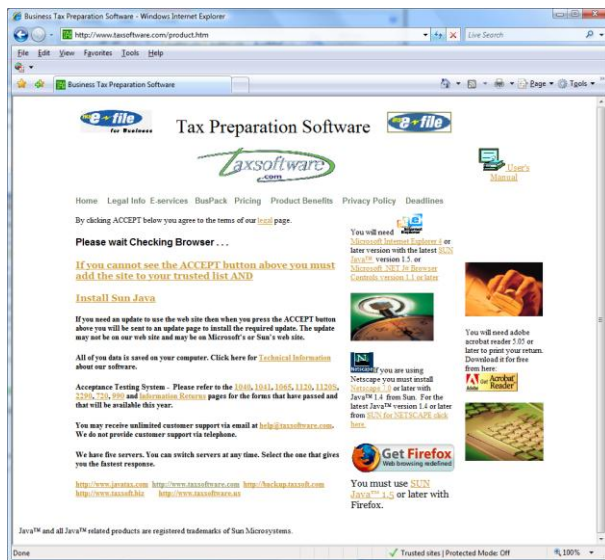 Business Tax Preparation Software - Windows Internet Explorer
http://www.taxsoftware.com/product.htm
Live Search
File Edit View Favorites Tools Help
Business Tax Preparation Software
Page Tools
e-file
for Business
Tax Preparation Software
e-file
taxsoftware
.com
User's
Manual
Home Legal Info E-services BusPack Pricing Product Benefits Privacy Policy Deadlines
By clicking ACCEPT below you agree to the terms of our legal page.
Please wait Checking Browser . . .
If you cannot see the ACCEPT button above you must
add the site to your trusted list AND
Install Sun Java
If you need an update to use the web site then when you press the ACCEPT button
above you will be sent to an update page to install the required update. The update
may not be on our web site and may be on Microsoft's or Sun's web site.
All of you data is saved on your computer. Click here for Technical Information
about our software.
Acceptance Testing System - Please refer to the 1040, 1041, 1065, 1120, 1120S,
2290, 720, 990 and Information Returns pages for the forms that have passed and
that will be available this year.
You may receive unlimited customer support via email at help@taxsoftware.com.
We do not provide customer support via telephone.
We have five servers. You can switch servers at any time. Select the one that gives
you the fastest response.
http://www.javatax.com http://www.taxsoftware.com http://backup.taxsoft.com
http://www.taxsoft.biz http://www.taxsoftware.us
You will need
Microsoft Internet Explorer 4 or
later version with the latest SUN
Java™ version 1.5. or
Microsoft .NET J# Browser
Controls version 1.1 or later
Netscape
If you are using
Netscape you must install
Netscape 7.0 or later with
Java™ 1.4 from Sun. For the
latest Java™ version 1.4 or later
from SUN for NETSCAPE click
here.
Get Firefox
Web browsing redefined
You must use SUN
Java™ 1.5 or later with
Firefox.
You will need adobe
acrobat reader 5.05 or
later to print your return.
Download it for free
from here:
Get Acrobat
Reader
Java™ and all Java™ related products are registered trademarks of Sun Microsystems.
Done
Trusted sites | Protected Mode: Off
100%